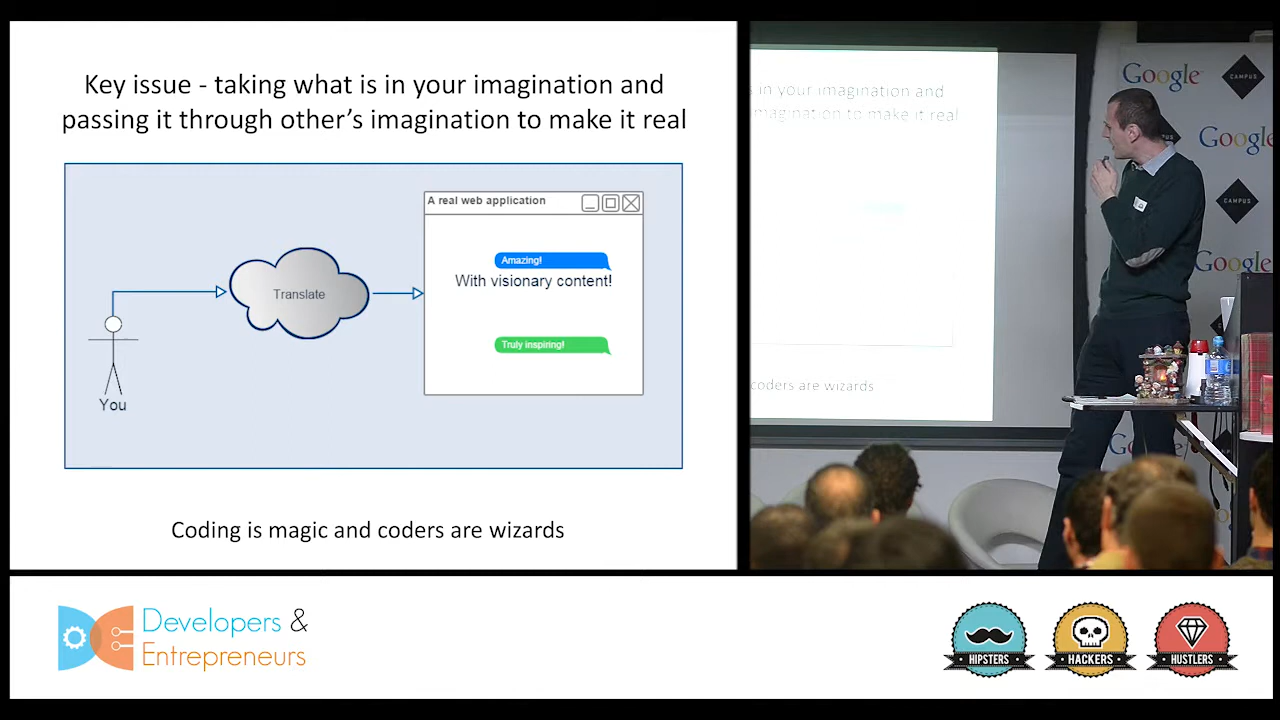 Key issue - taking what is in your imagination and
passing it through other's imagination to make it real
A real web application
Amazing!
With visionary content!
Translate
Truly inspiring!
You
Coding is magic and coders are wizards
in your imagination and
magination to make it real
coders are wizards
Google
CAMPUS
Google
CAMPUS
Google
Developers &
Entrepreneurs
HIPSTERS
HACKERS
HUSTLERS